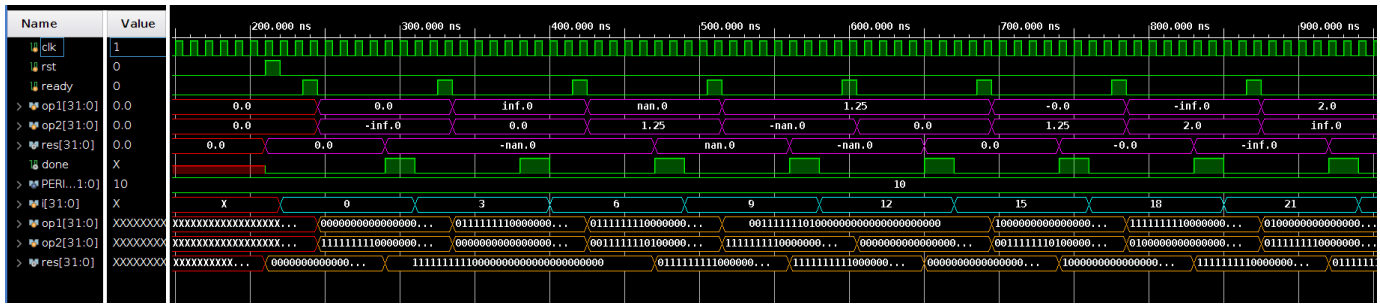 Name Value 200.000 ns 300.000 ns 400.000 ns 500.000 ns 600.000 ns 700.000 ns 800.000 ns 900.000 ns
clk 1
rst 0
ready 0
op1[31:0] 0.0 0.0 0.0 inf.0 nan.0 1.25 -0.0 -inf.0 2.0
op2[31:0] 0.0 0.0 -inf.0 0.0 1.25 -nan.0 0.0 1.25 2.0 inf.0
res[31:0] 0.0 0.0 0.0 -nan.0 nan.0 -nan.0 0.0 -0.0 -inf.0
done X
PERI...1:0] 10 10
i[31:0] X X 0 3 6 9 12 15 18 21
op1[31:0] XXXXXXXX XXXXXXXXXXXXXXXXXX... 0000000000000000... 0111111110000000... 0111111110000000... 00111111101000000000000000000000 1000000000000000... 1111111110000000... 0100000000000000...
op2[31:0] XXXXXXXX XXXXXXXXXXXXXXXXXX... 1111111110000000... 0000000000000000... 0011111110100000... 1111111110000000... 0000000000000000... 0011111110100000... 0100000000000000... 0111111110000000...
res[31:0] XXXXXXXX XXXXXXXXXX... 0000000000000... 11111111110000000000000000000000 0111111111000... 1111111111000... 0000000000000000... 1000000000000000... 1111111110000000... 01111111...